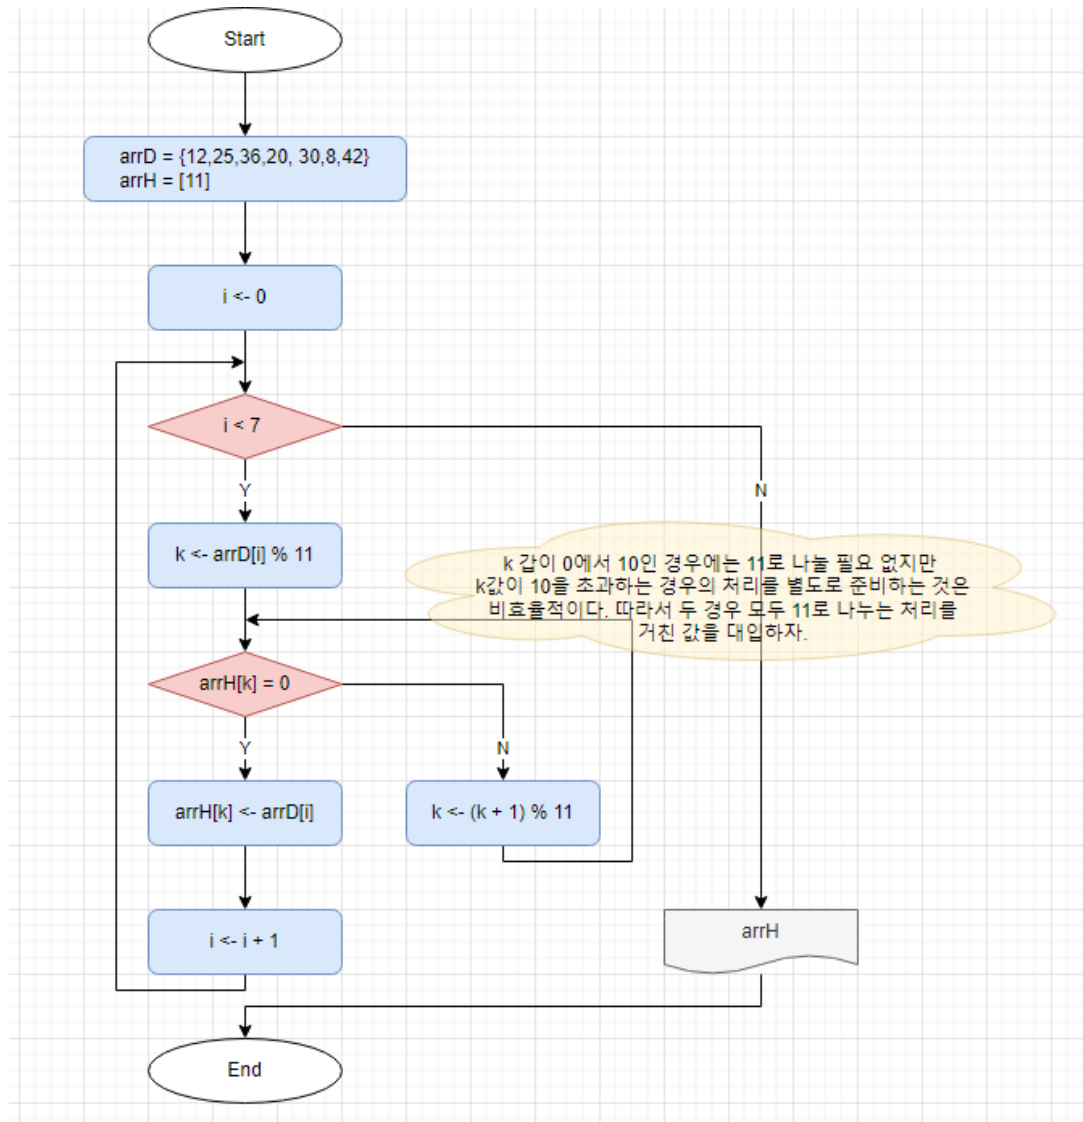 Start
arrD = {12,25,36,20, 30,8,42}
arrH = [11]
i <- 0
i < 7
Y
N
k <- arrD[i] % 11
k 갑이 0에서 10인 경우에는 11로 나눌 필요 없지만
k값이 10을 초과하는 경우의 처리를 별도로 준비하는 것은
비효율적이다. 따라서 두 경우 모두 11로 나누는 처리를
거친 값을 대입하자.
arrH[k] = 0
Y
N
arrH[k] <- arrD[i]
k <- (k + 1) % 11
i <- i + 1
arrH
End